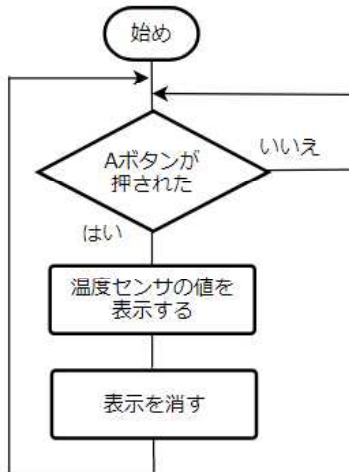 始め
Aボタンが
押された
いいえ
はい
温度センサの値を
表示する
表示を消す